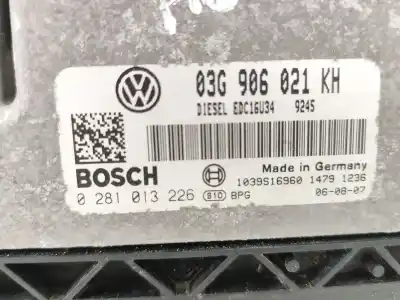 03G 906 021 KH
DIESEL EDC16U34 9245
BOSCH
Made in Germany
1039S16960 1479 1236
0 281 013 226 810 BPG 06-08-07